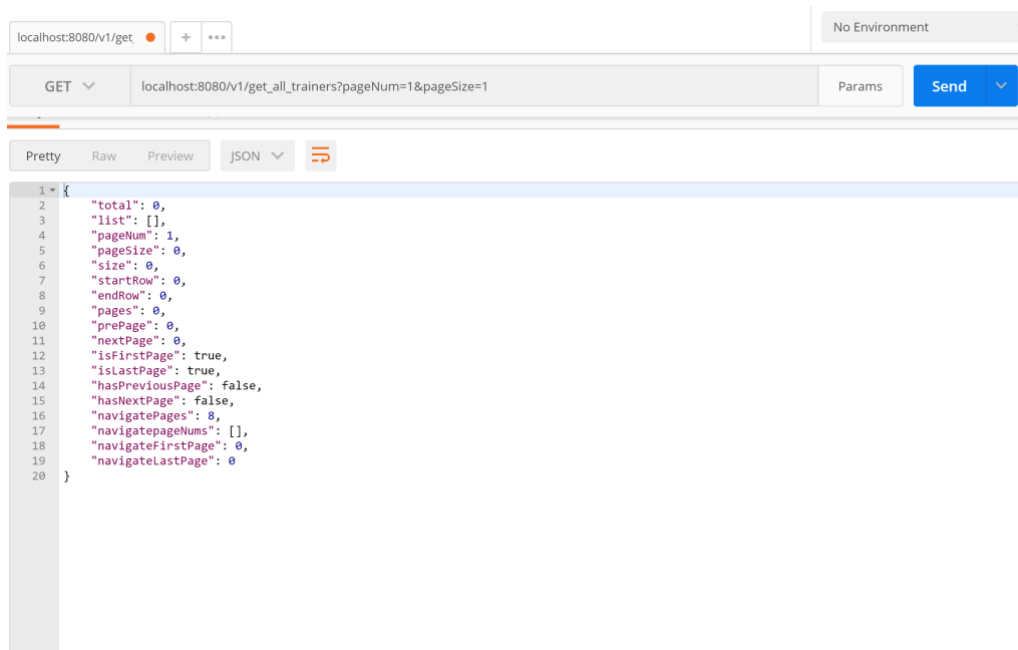 No Environment
localhost:8080/v1/get
+
•••
GET
localhost:8080/v1/get_all_trainers?pageNum=1&pageSize=1
Params
Send
Pretty
Raw
Preview
JSON
1 {
2 "total": 0,
3 "list": [],
4 "pageNum": 1,
5 "pageSize": 0,
6 "size": 0,
7 "startRow": 0,
8 "endRow": 0,
9 "pages": 0,
10 "prePage": 0,
11 "nextPage": 0,
12 "isFirstPage": true,
13 "isLastPage": true,
14 "hasPreviousPage": false,
15 "hasNextPage": false,
16 "navigatePages": 8,
17 "navigatepageNums": [],
18 "navigateFirstPage": 0,
19 "navigateLastPage": 0
20 }